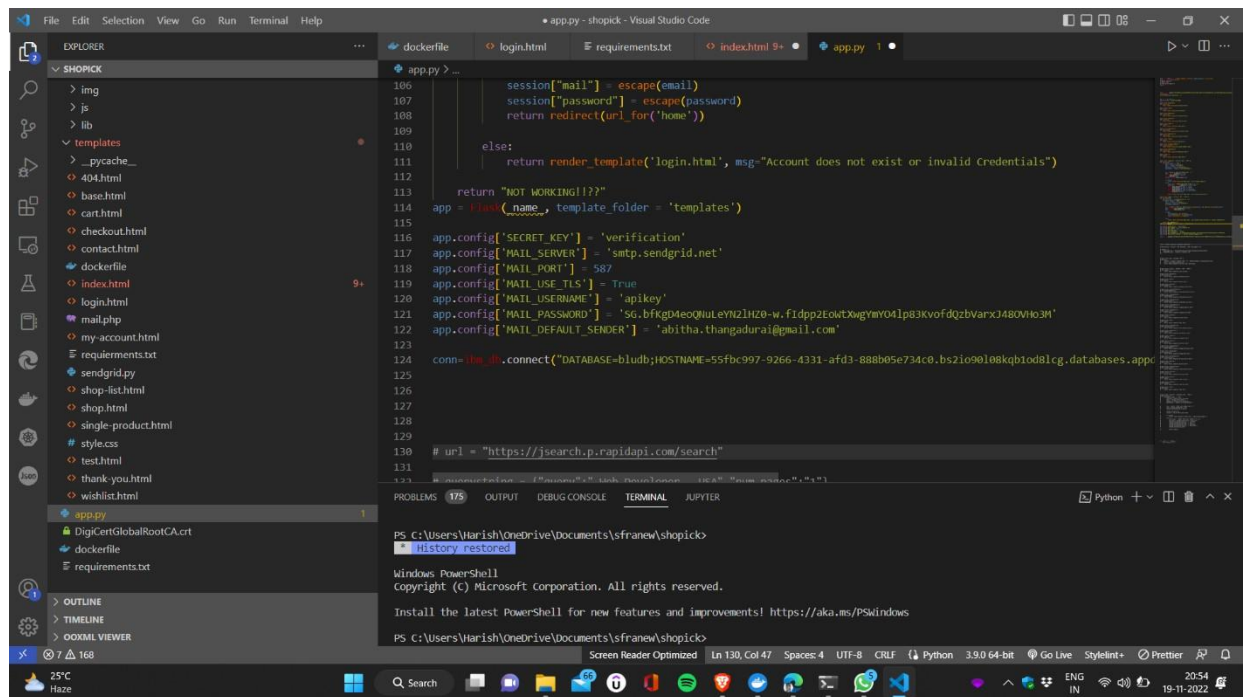 File Edit Selection View Go Run Terminal Help
● app.py - shopick - Visual Studio Code
EXPLORER
SHOPICK
img
js
lib
templates
__pycache__
404.html
base.html
cart.html
checkout.html
contact.html
dockerfile
index.html 9+
login.html
mail.php
my-account.html
requierments.txt
sendgrid.py
shop-list.html
shop.html
single-product.html
style.css
test.html
thank-you.html
wishlist.html
app.py 1
DigiCertGlobalRootCA.crt
dockerfile
requirements.txt
OUTLINE
TIMELINE
OOXML VIEWER
dockerfile login.html requirements.txt index.html 9+ app.py 1
app.py > ...
106 session["mail"] = escape(email)
107 session["password"] = escape(password)
108 return redirect(url_for('home'))
109
110 else:
111 return render_template('login.html', msg="Account does not exist or invalid Credentials")
112
113 return "NOT WORKING!!??"
114 app = Flask(_name_, template_folder = 'templates')
115
116 app.config['SECRET_KEY'] = 'verification'
117 app.config['MAIL_SERVER'] = 'smtp.sendgrid.net'
118 app.config['MAIL_PORT'] = 587
119 app.config['MAIL_USE_TLS'] = True
120 app.config['MAIL_USERNAME'] = 'apikey'
121 app.config['MAIL_PASSWORD'] =
122 app.config['MAIL_DEFAULT_SENDER'] = 'abitha.thangadurai@gmail.com'
123
124 conn=ibm_db.connect("DATABASE=bludb;HOSTNAME=55fbc997-9266-4331-afd3-888b05e734c0.bs2io90l08kqb1od8lcg.databases.appd
125
126
127
128
129
130 # url = "https://jsearch.p.rapidapi.com/search"
131
PROBLEMS 175 OUTPUT DEBUG CONSOLE TERMINAL JUPYTER
Python
PS C:\Users\Harish\OneDrive\Documents\sfranew\shopick>
* History restored
Windows PowerShell
Copyright (C) Microsoft Corporation. All rights reserved.
Install the latest PowerShell for new features and improvements! https://aka.ms/PSWindows
PS C:\Users\Harish\OneDrive\Documents\sfranew\shopick>
7 168
Screen Reader Optimized Ln 130, Col 47 Spaces: 4 UTF-8 CRLF Python 3.9.0 64-bit Go Live Stylelint+ Prettier
25°C
Haze
Search
ENG
IN
20:54
19-11-2022